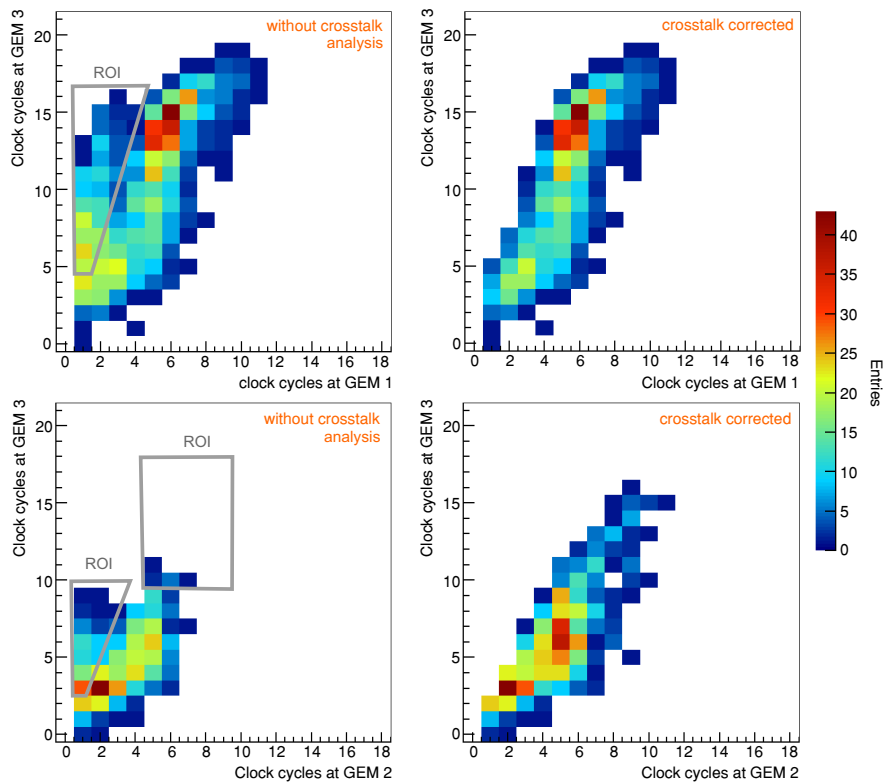 Clock cycles at GEM 3
20
15
10
5
0
without crosstalk
analysis
ROI
0 2 4 6 8 10 12 14 16 18
clock cycles at GEM 1
Clock cycles at GEM 3
20
15
10
5
0
crosstalk corrected
0 2 4 6 8 10 12 14 16 18
Clock cycles at GEM 1
Clock cycles at GEM 3
20
15
10
5
0
without crosstalk
analysis
ROI
ROI
0 2 4 6 8 10 12 14 16 18
Clock cycles at GEM 2
Clock cycles at GEM 3
20
15
10
5
0
crosstalk corrected
0 2 4 6 8 10 12 14 16 18
Clock cycles at GEM 2
40
35
30
25
20
15
10
5
0
Entries